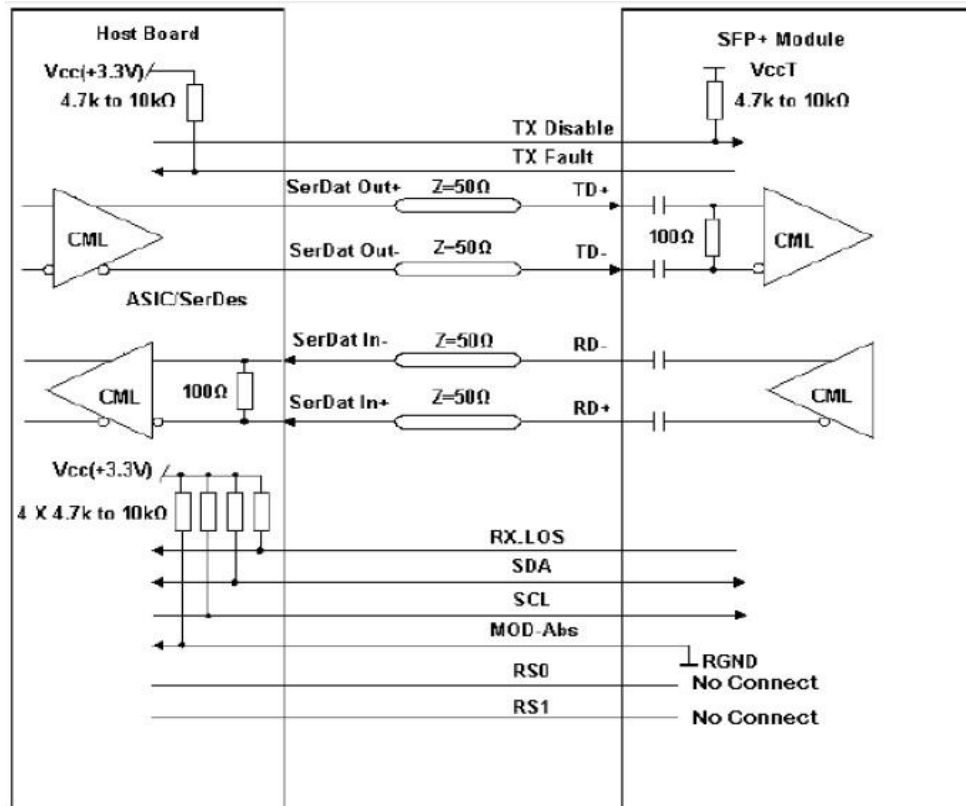 Host Board
SFP+ Module
Vcc(+3.3V)
4.7k to 10kΩ
VccT
4.7k to 10kΩ
TX Disable
TX Fault
SerDat Out+
Z=50Ω
TD+
CML
100Ω
CML
SerDat Out-
Z=50Ω
TD-
ASIC/SerDes
SerDat In-
Z=50Ω
RD-
CML
100Ω
CML
SerDat In+
Z=50Ω
RD+
Vcc(+3.3V)
4 X 4.7k to 10kΩ
RX_LOS
SDA
SCL
MOD-Abs
RGND
RS0
No Connect
RS1
No Connect